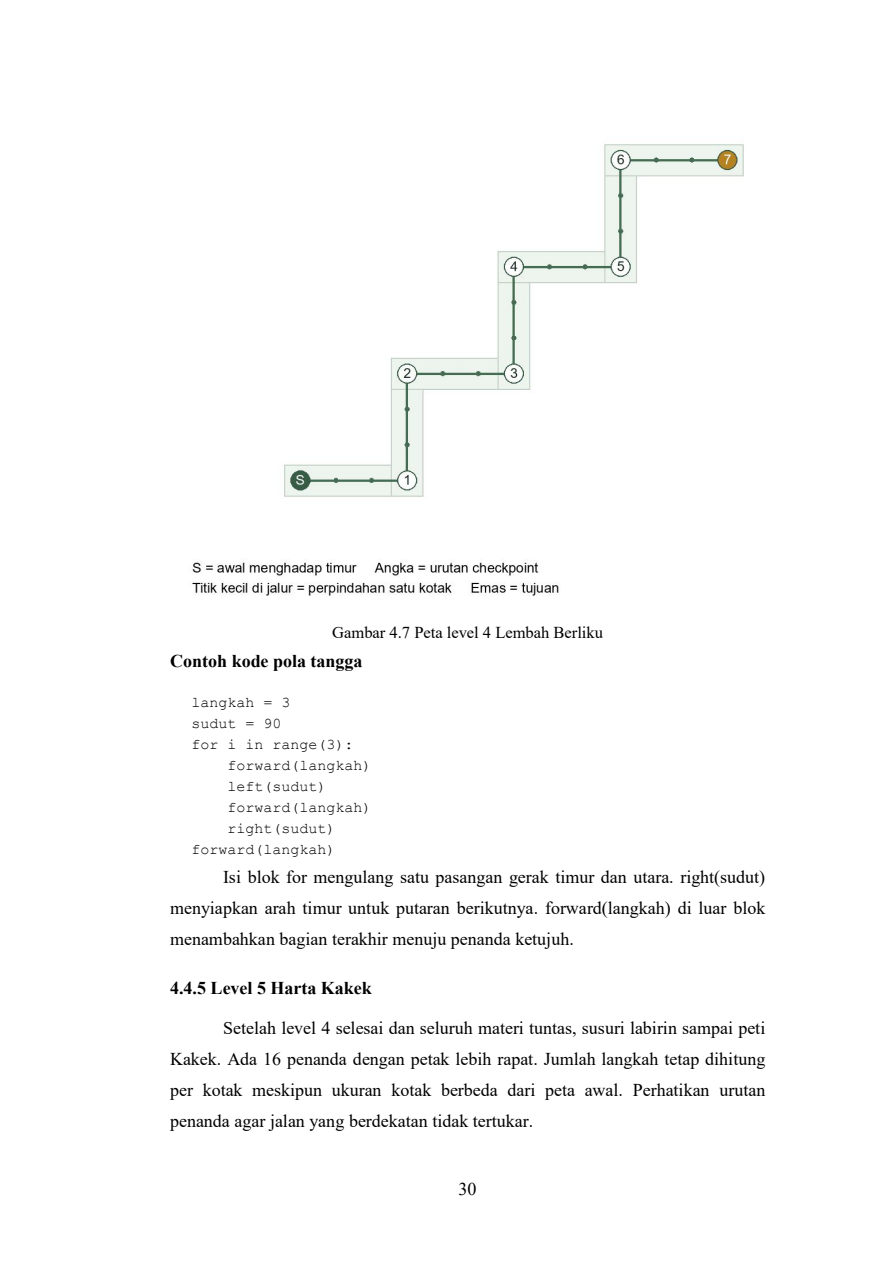 6 7
4 5
2 3
S 1
S = awal menghadap timur Angka = urutan checkpoint
Titik kecil di jalur = perpindahan satu kotak Emas = tujuan
Gambar 4.7 Peta level 4 Lembah Berliku
Contoh kode pola tangga
langkah = 3
sudut = 90
for i in range(3):
    forward(langkah)
    left(sudut)
    forward(langkah)
    right(sudut)
forward(langkah)
Isi blok for mengulang satu pasangan gerak timur dan utara. right(sudut)
menyiapkan arah timur untuk putaran berikutnya. forward(langkah) di luar blok
menambahkan bagian terakhir menuju penanda ketujuh.
4.4.5 Level 5 Harta Kakek
Setelah level 4 selesai dan seluruh materi tuntas, susuri labirin sampai peti
Kakek. Ada 16 penanda dengan petak lebih rapat. Jumlah langkah tetap dihitung
per kotak meskipun ukuran kotak berbeda dari peta awal. Perhatikan urutan
penanda agar jalan yang berdekatan tidak tertukar.
30